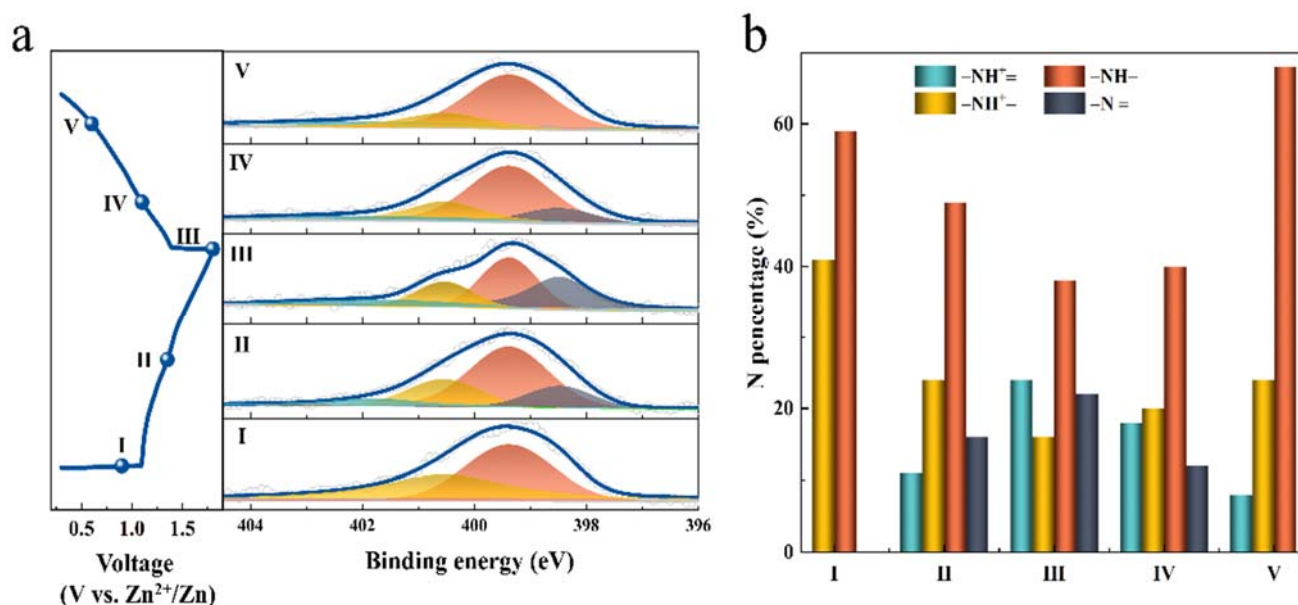 a
V
IV
III
II
I
0.5 1.0 1.5
Voltage
(V vs. Zn²⁺/Zn)
V
IV
III
II
I
404 402 400 398 396
Binding energy (eV)
b
–NH⁺= –NH–
–NH⁺– –N =
60
40
20
0
N pencentage (%)
I II III IV V